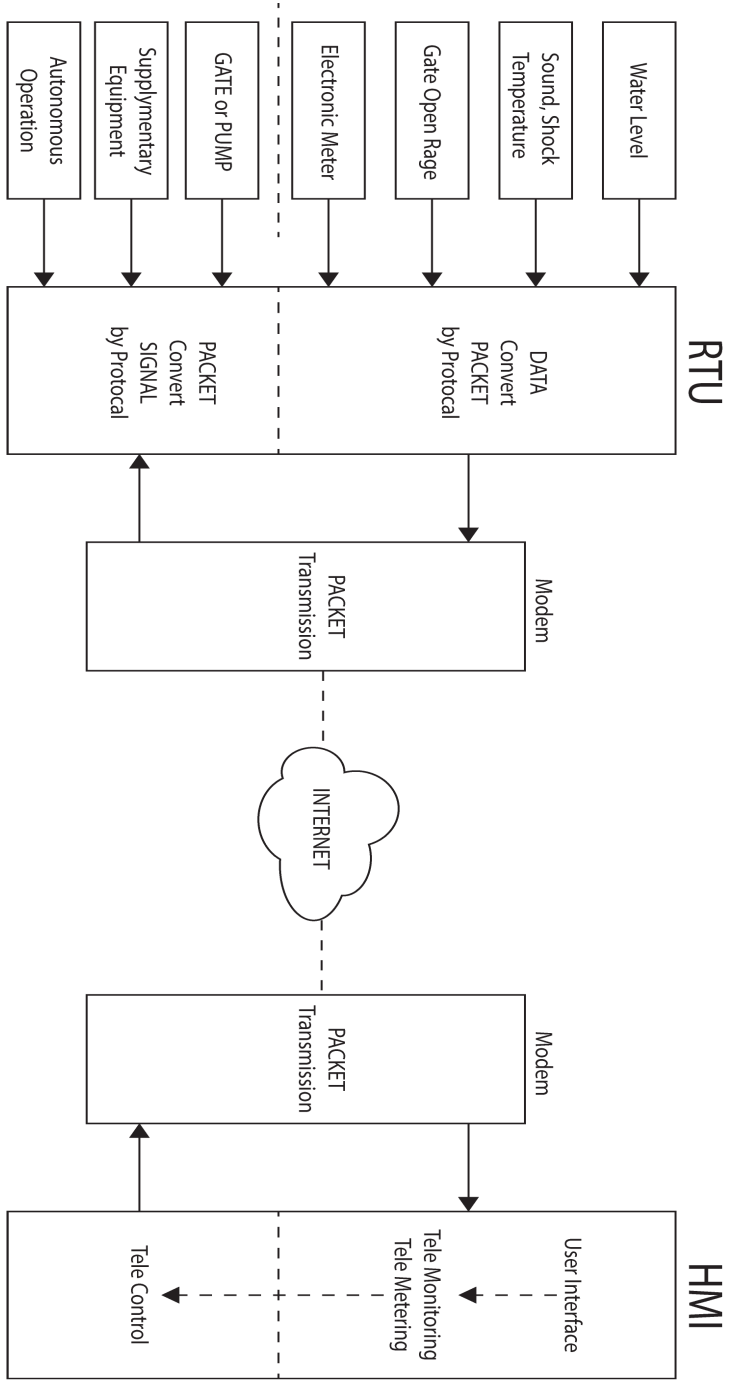 RTU
HMI
Water Level
Sound, Shock
Temperature
Gate Open Rage
Electronic Meter
GATE or PUMP
Supplymentary
Equipment
Autonomous
Operation
DATA
Convert
PACKET
by Protocal
PACKET
Convert
SIGNAL
by Protocal
Modem
PACKET
Transmission
INTERNET
Modem
PACKET
Transmission
User Interface
Tele Monitoring
Tele Metering
Tele Control